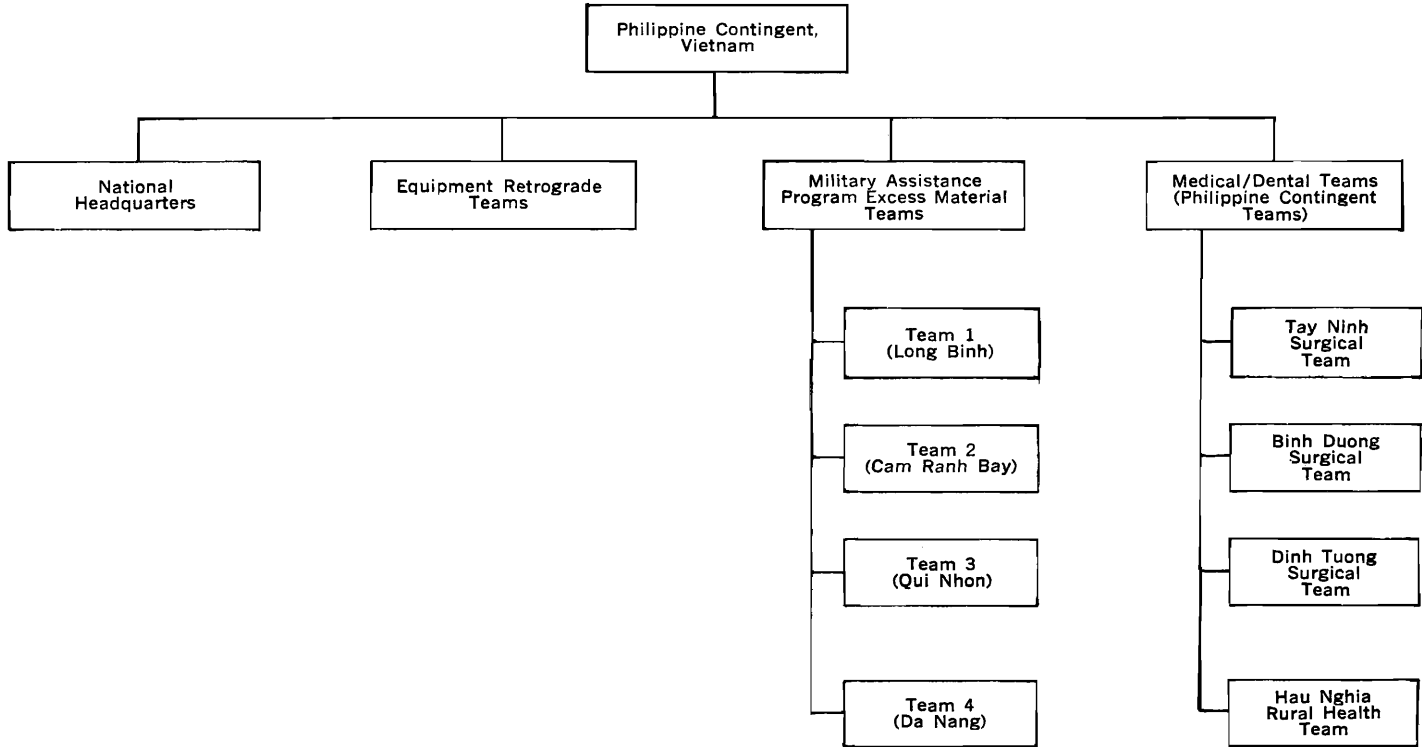 Philippine Contingent,
Vietnam
National
Headquarters
Equipment Retrograde
Teams
Military Assistance
Program Excess Material
Teams
Medical/Dental Teams
(Philippine Contingent
Teams)
Team 1
(Long Binh)
Team 2
(Cam Ranh Bay)
Team 3
(Qui Nhon)
Team 4
(Da Nang)
Tay Ninh
Surgical
Team
Binh Duong
Surgical
Team
Dinh Tuong
Surgical
Team
Hau Nghia
Rural Health
Team